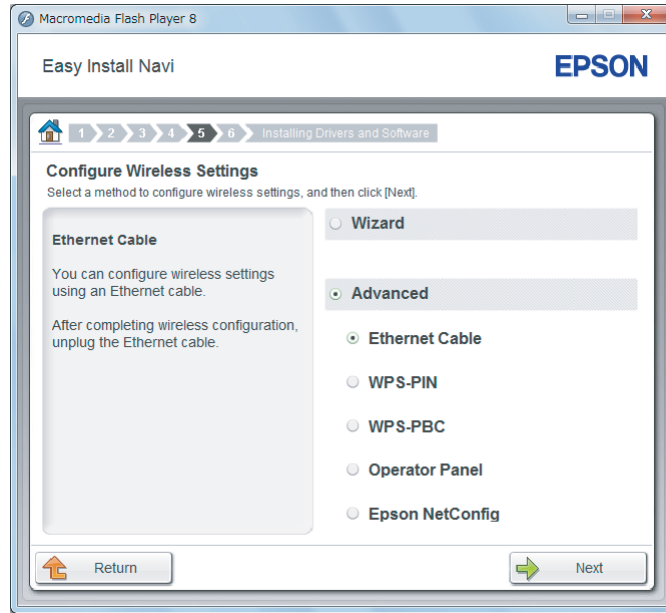 Macromedia Flash Player 8
Easy Install Navi
EPSON
1 2 3 4 5 6 Installing Drivers and Software
Configure Wireless Settings
Select a method to configure wireless settings, and then click [Next].
Ethernet Cable
You can configure wireless settings
using an Ethernet cable.
After completing wireless configuration,
unplug the Ethernet cable.
Wizard
Advanced
Ethernet Cable
WPS-PIN
WPS-PBC
Operator Panel
Epson NetConfig
Return
Next